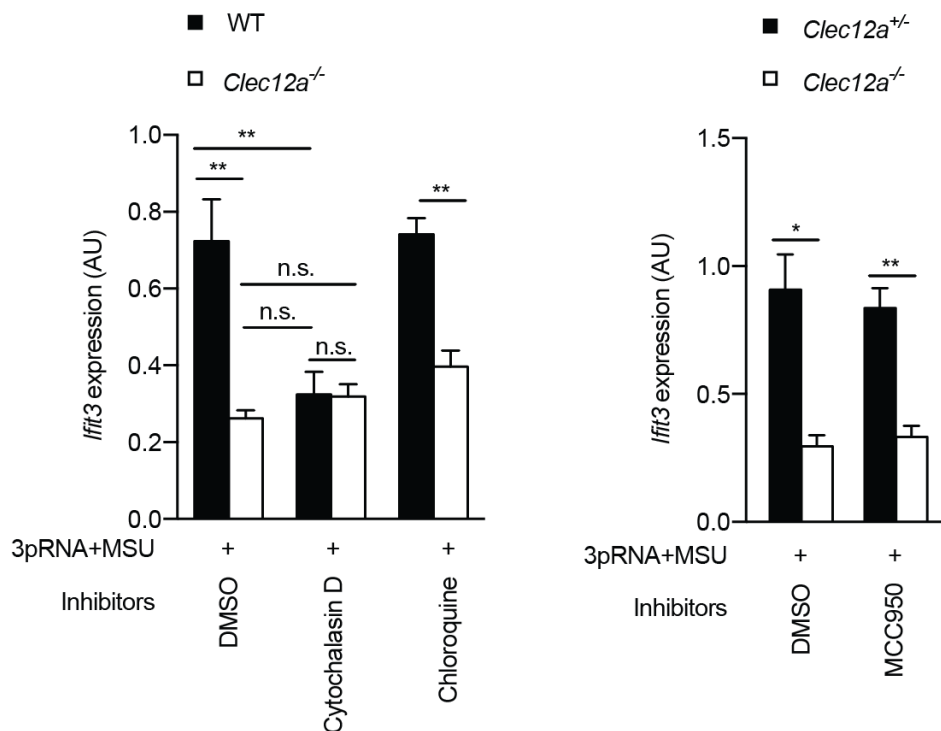 WT
Clec12a-/-
**
**
**
n.s.
n.s.
n.s.
1.0
0.8
0.6
0.4
0.2
0.0
Ifit3 expression (AU)
3pRNA+MSU + + +
Inhibitors
DMSO
Cytochalasin D
Chloroquine
Clec12a+/-
Clec12a-/-
*
**
1.5
1.0
0.5
0.0
Ifit3 expression (AU)
3pRNA+MSU + +
Inhibitors
DMSO
MCC950